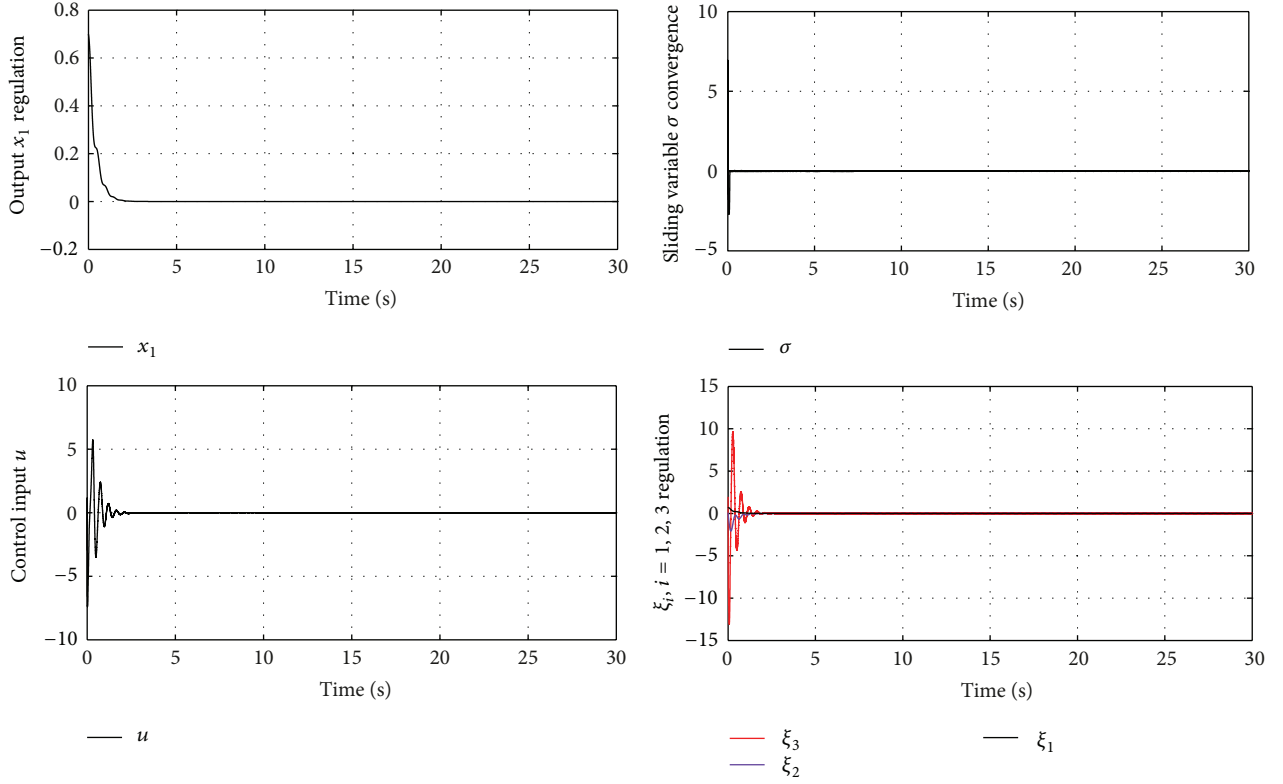 Output x₁ regulation
0.8
0.6
0.4
0.2
0
−0.2
0 5 10 15 20 25 30
Time (s)
x₁
Sliding variable σ convergence
10
5
0
−5
0 5 10 15 20 25 30
Time (s)
σ
Control input u
10
5
0
−5
−10
0 5 10 15 20 25 30
Time (s)
u
ξᵢ, i = 1, 2, 3 regulation
15
10
5
0
−5
−10
−15
0 5 10 15 20 25 30
Time (s)
ξ₃ ξ₁
ξ₂